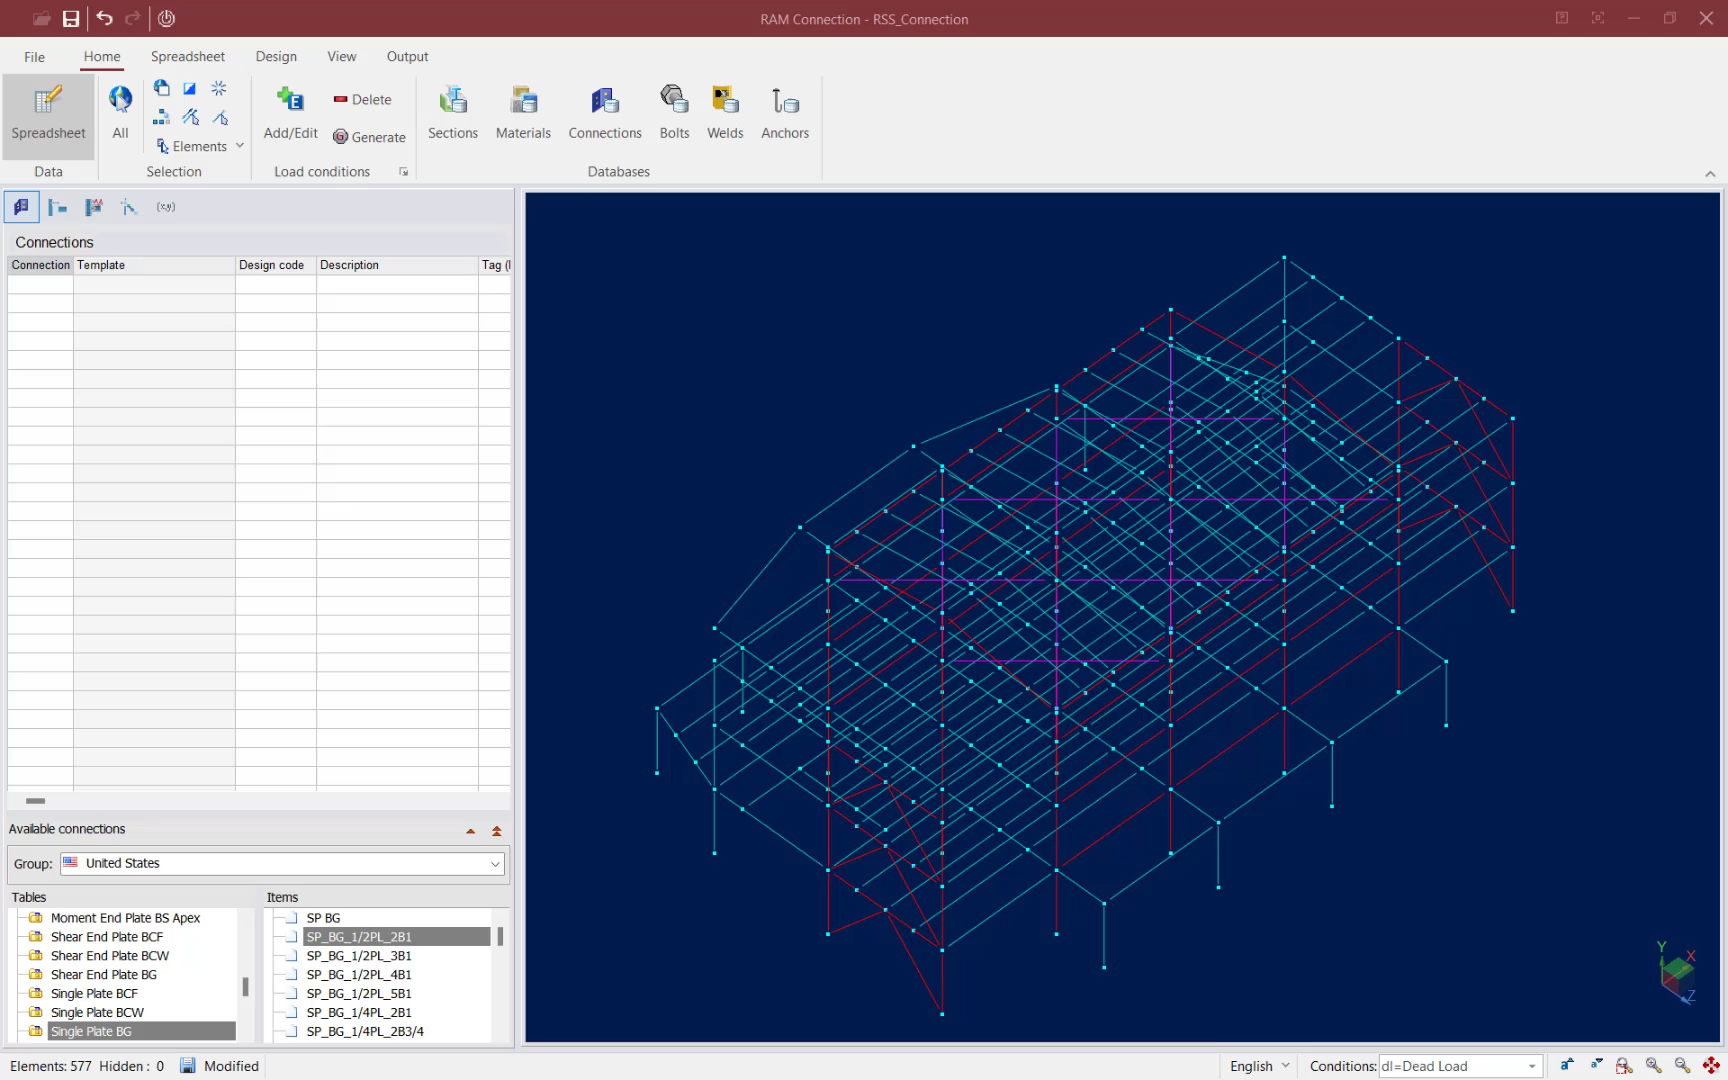 RAM Connection - RSS_Connection
File Home Spreadsheet Design View Output
Spreadsheet All Elements Add/Edit Delete Generate Sections Materials Connections Bolts Welds Anchors
Data Selection Load conditions Databases
(x,y)
Connections
Connection Template Design code Description Tag (I
Available connections
Group: United States
Tables Items
Moment End Plate BS Apex
Shear End Plate BCF
Shear End Plate BCW
Shear End Plate BG
Single Plate BCF
Single Plate BCW
Single Plate BG
SP BG
SP_BG_1/2PL_2B1
SP_BG_1/2PL_3B1
SP_BG_1/2PL_4B1
SP_BG_1/2PL_5B1
SP_BG_1/4PL_2B1
SP_BG_1/4PL_2B3/4
Y
X
Z
Elements: 577 Hidden : 0 Modified English Conditions: dl=Dead Load